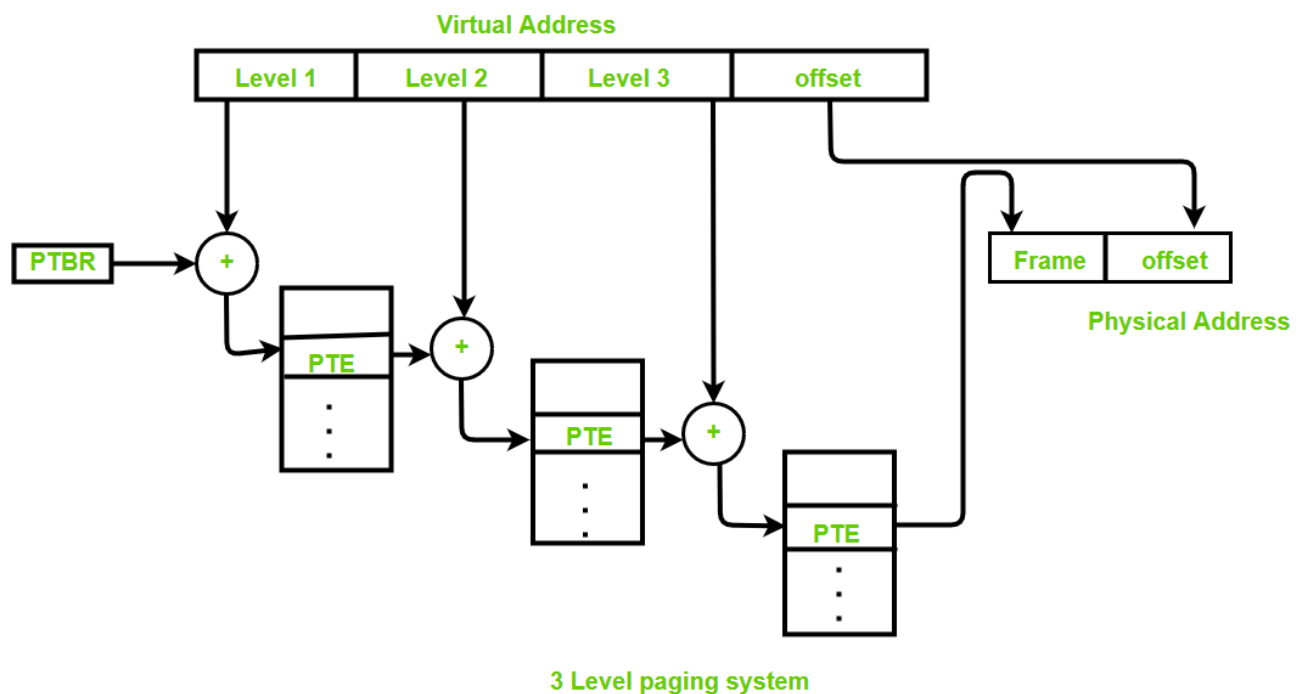 Virtual Address
Level 1 Level 2 Level 3 offset
PTBR +
Frame offset
Physical Address
PTE +
PTE +
PTE
3 Level paging system